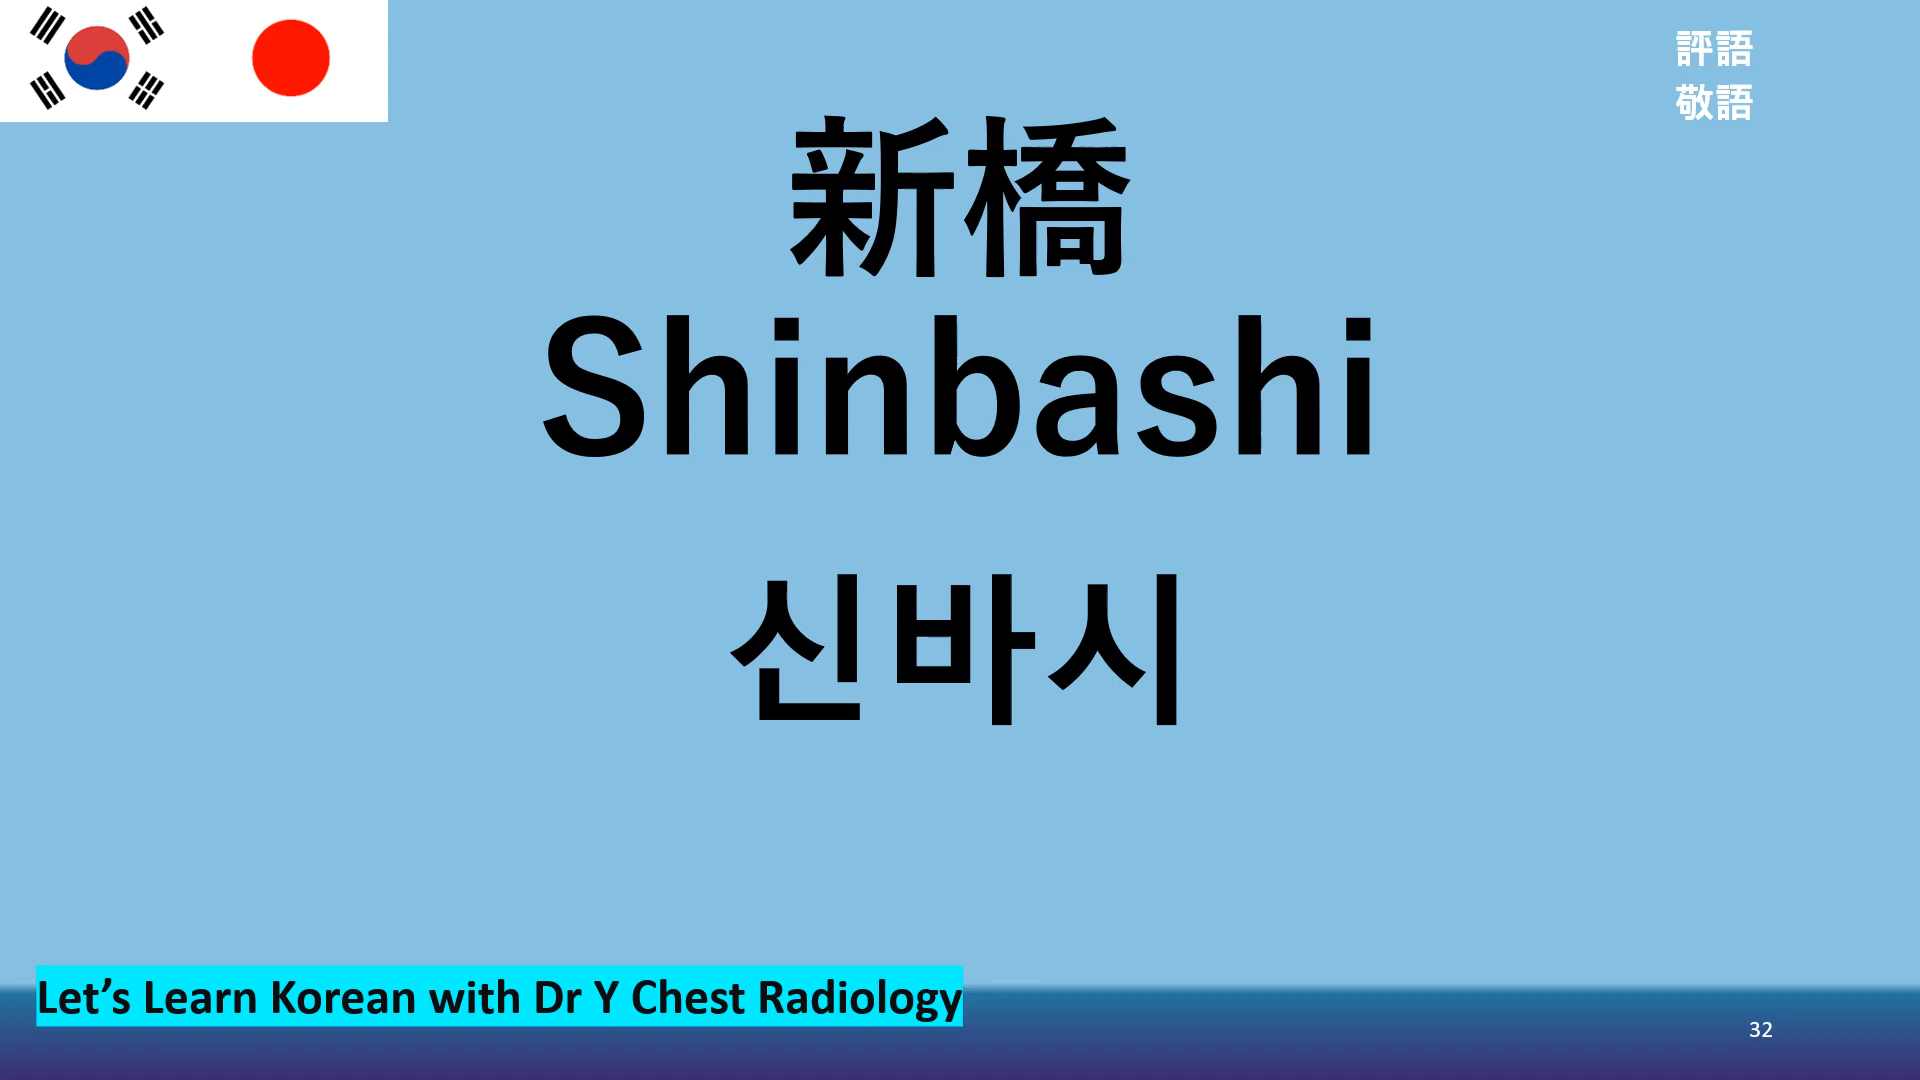 評語
敬語
新橋
Shinbashi
신바시
Let’s Learn Korean with Dr Y Chest Radiology
32